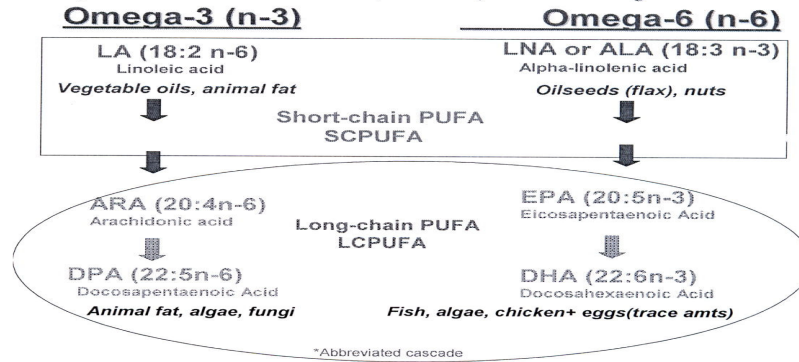 Omega-3 (n-3)
Omega-6 (n-6)
LA (18:2 n-6)
Linoleic acid
Vegetable oils, animal fat
LNA or ALA (18:3 n-3)
Alpha-linolenic acid
Oilseeds (flax), nuts
Short-chain PUFA
SCPUFA
ARA (20:4n-6)
Arachidonic acid
EPA (20:5n-3)
Eicosapentaenoic Acid
Long-chain PUFA
LCPUFA
DPA (22:5n-6)
Docosapentaenoic Acid
Animal fat, algae, fungi
DHA (22:6n-3)
Docosahexaenoic Acid
Fish, algae, chicken+ eggs(trace amts)
*Abbreviated cascade